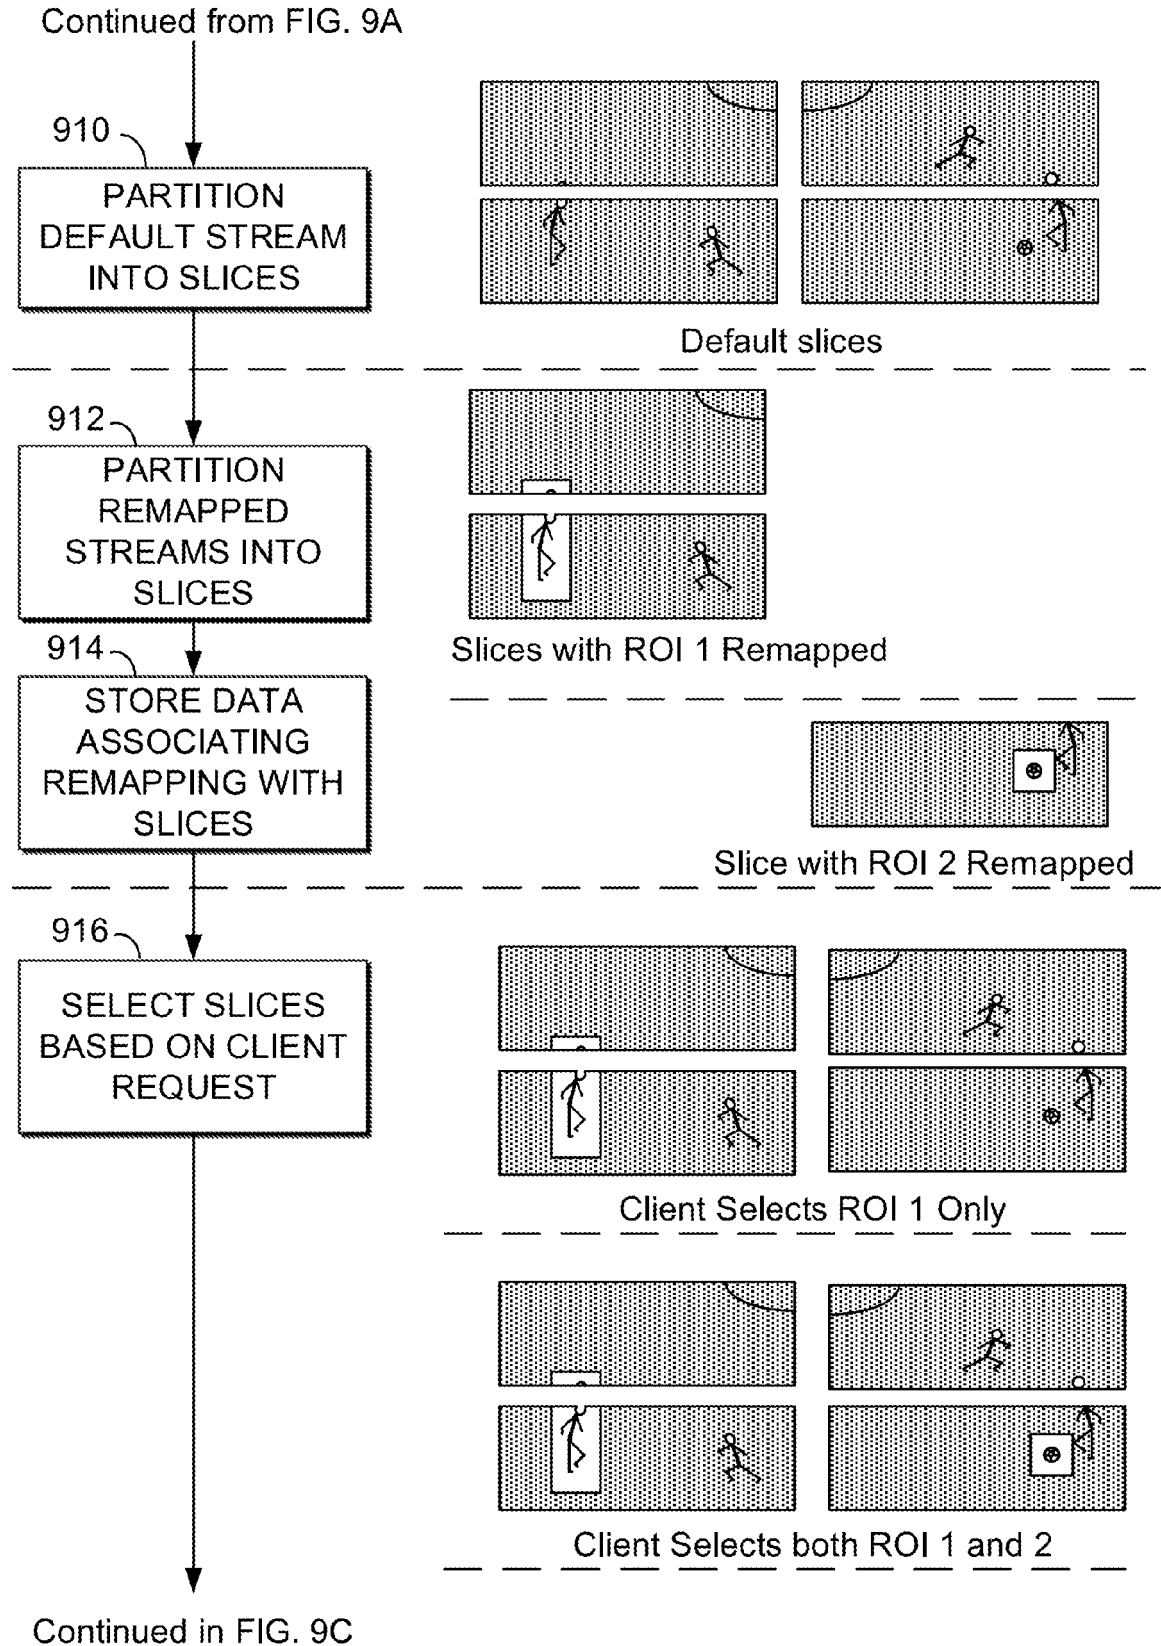 Continued from FIG. 9A
910
PARTITION
DEFAULT STREAM
INTO SLICES
Default slices
912
PARTITION
REMAPPED
STREAMS INTO
SLICES
Slices with ROI 1 Remapped
914
STORE DATA
ASSOCIATING
REMAPPING WITH
SLICES
Slice with ROI 2 Remapped
916
SELECT SLICES
BASED ON CLIENT
REQUEST
Client Selects ROI 1 Only
Client Selects both ROI 1 and 2
Continued in FIG. 9C